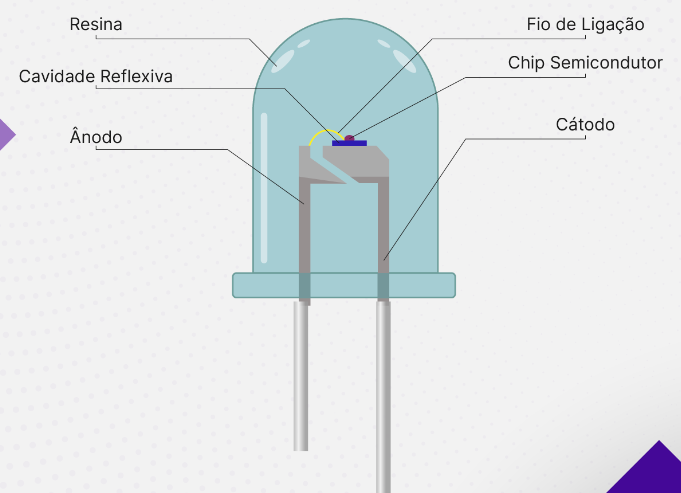 Resina
Fio de Ligação
Chip Semicondutor
Cavidade Reflexiva
Cátodo
Ânodo